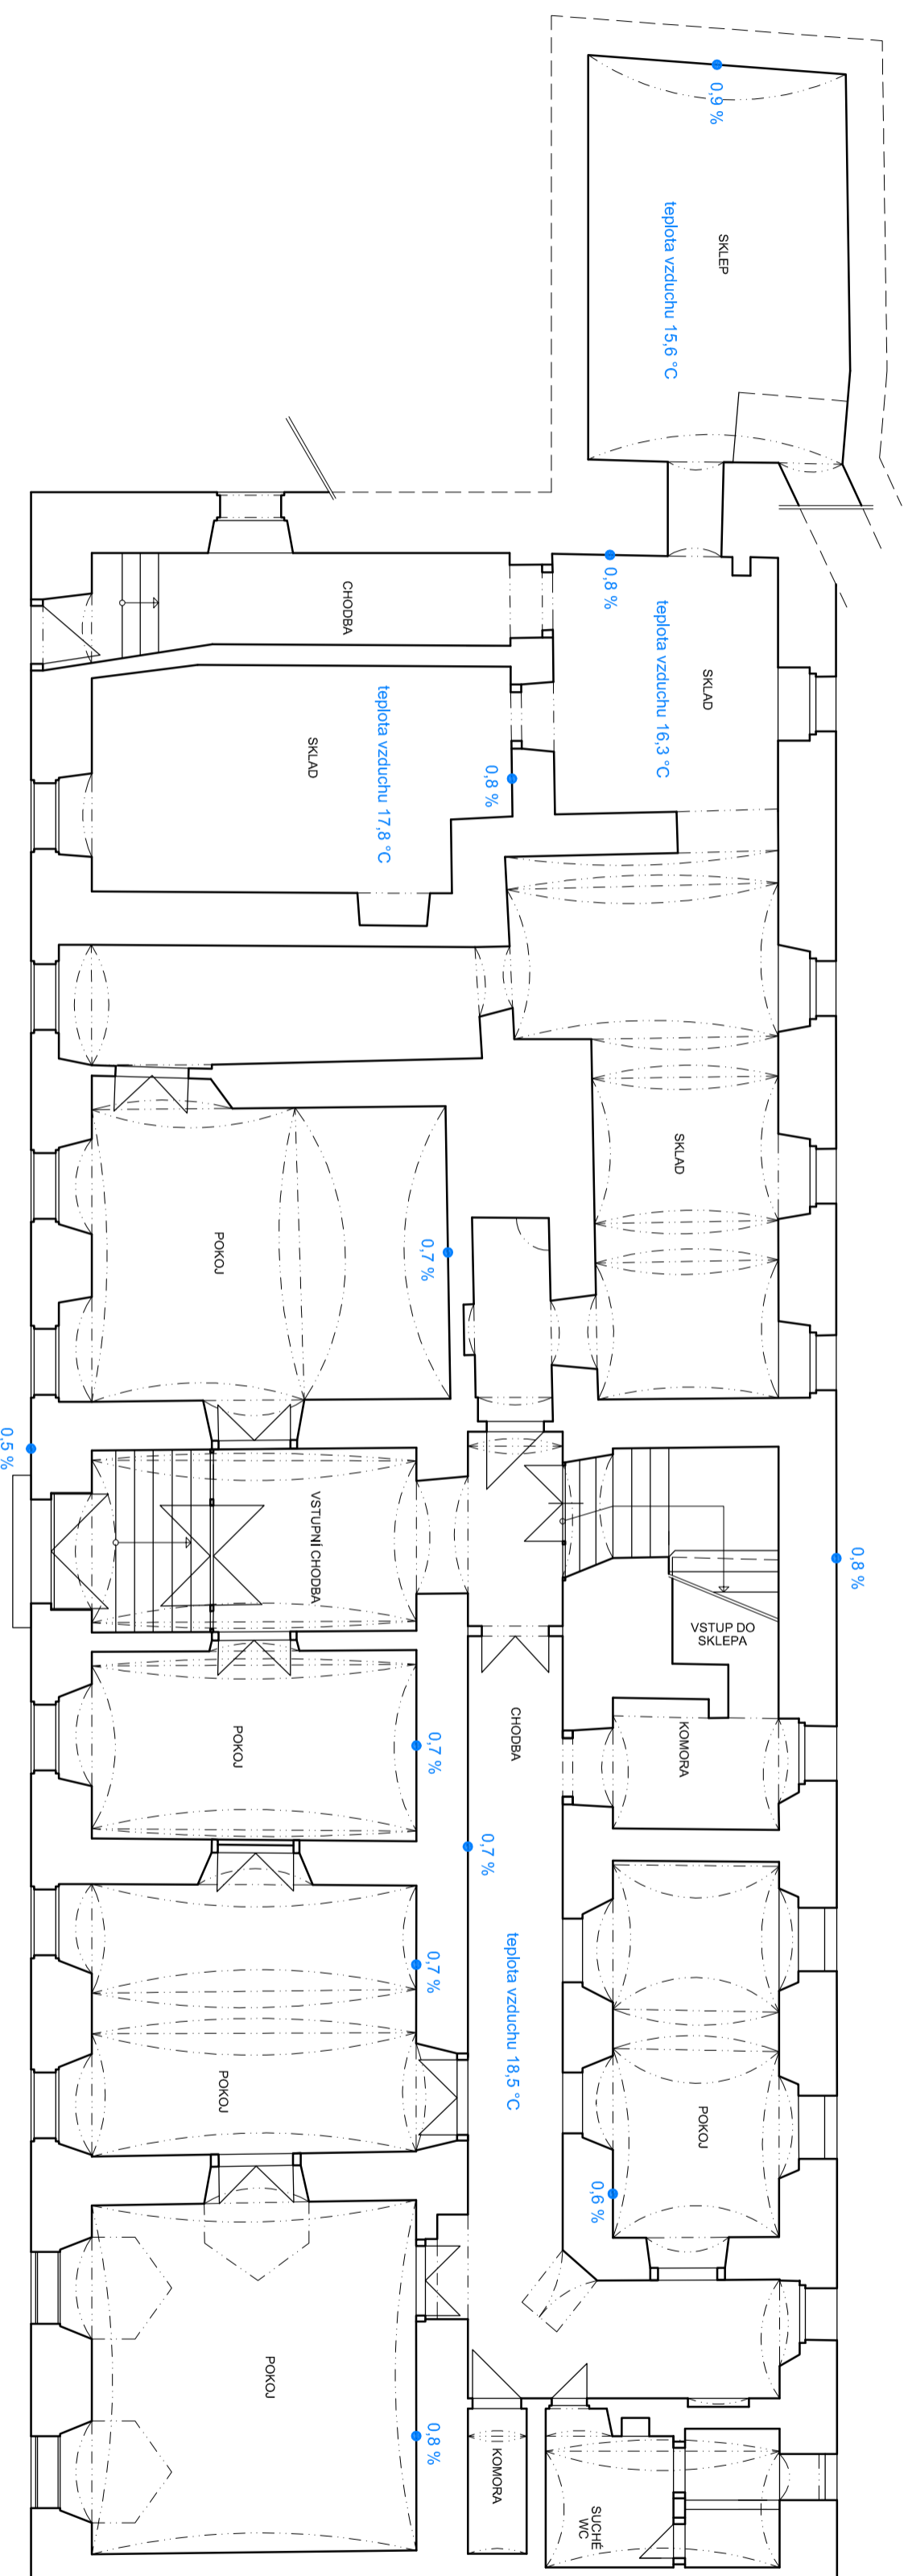 0,9 %
SKLEP
teplota vzduchu 15,6 °C
0,8 %
CHODBA
teplota vzduchu 16,3 °C
SKLAD
teplota vzduchu 17,8 °C
SKLAD
0,8 %
SKLAD
0,7 %
POKOJ
0,5 %
VSTUPNÍ CHODBA
0,8 %
VSTUP DO
SKLEPA
CHODBA
KOMORA
POKOJ
0,7 %
0,7 %
teplota vzduchu 18,5 °C
0,7 %
POKOJ
POKOJ
0,6 %
POKOJ
0,8 %
KOMORA
SUCHÉ
WC